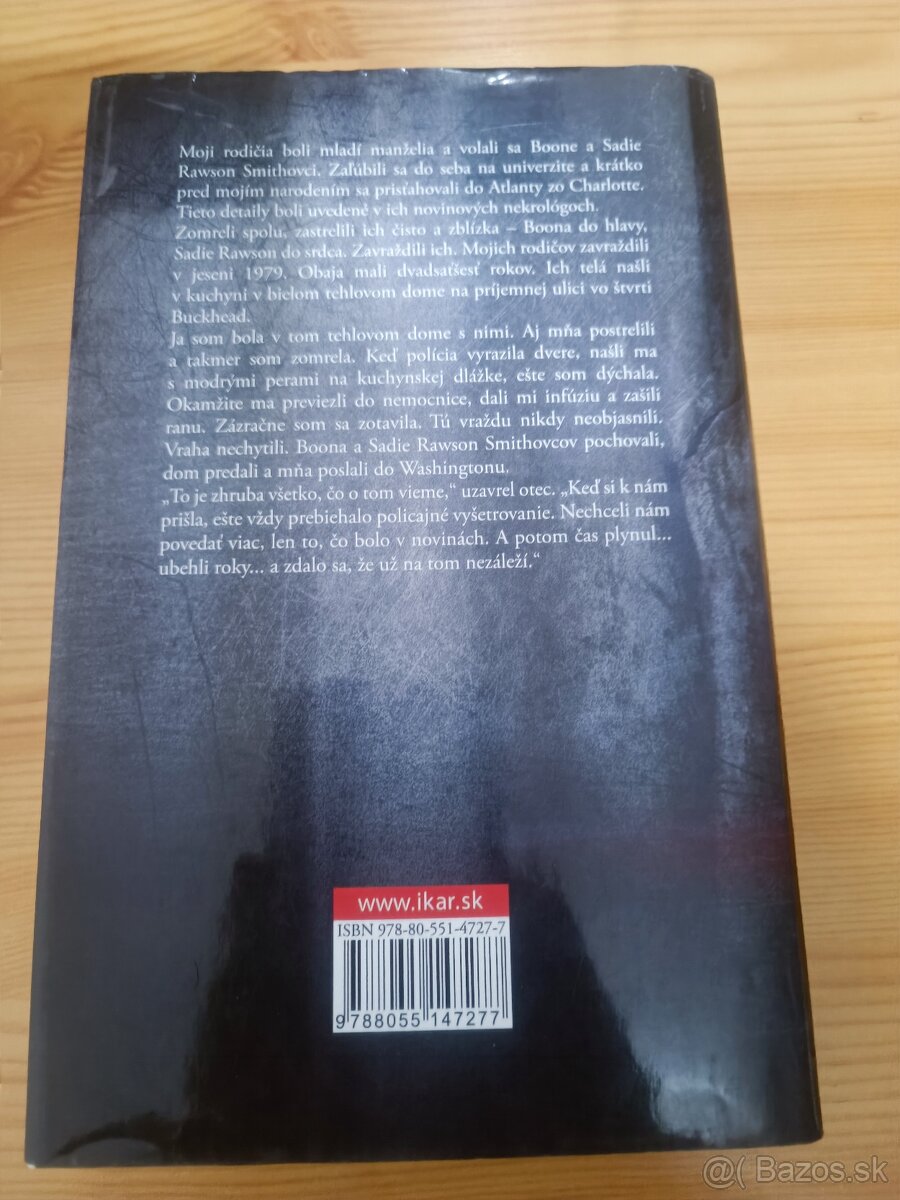 Moji rodičia boli mladí manželia a volali sa Boone a Sadie
Rawson Smithovci. Zaľúbili sa do seba na univerzite a krátko
pred mojím narodením sa prisťahovali do Atlanty zo Charlotte.
Tieto detaily boli uvedené v ich novinových nekrológoch.
Zomreli spolu, zastrelili ich čisto a zblízka – Boona do hlavy,
Sadie Rawson do srdca. Zavraždili ich. Mojich rodičov zavraždili
v jeseni 1979. Obaja mali dvadsaťšesť rokov. Ich telá našli
v kuchyni v bielom tehlovom dome na príjemnej ulici vo štvrti
Buckhead.
Ja som bola v tom tehlovom dome s nimi. Aj mňa postrelili
a takmer som zomrela. Keď polícia vyrazila dvere, našli ma
s modrými perami na kuchynskej dlážke, ešte som dýchala.
Okamžite ma previezli do nemocnice, dali mi infúziu a zašili
ranu. Zázračne som sa zotavila. Tú vraždu nikdy neobjasnili.
Vraha nechytili. Boona a Sadie Rawson Smithovcov pochovali,
dom predali a mňa poslali do Washingtonu.
„To je zhruba všetko, čo o tom vieme,“ uzavrel otec. „Keď si k nám
prišla, ešte vždy prebiehalo policajné vyšetrovanie. Nechceli nám
povedať viac, len to, čo bolo v novinách. A potom čas plynul...
ubehli roky... a zdalo sa, že už na tom nezáleží.“
www.ikar.sk
ISBN 978-80-551-4727-7
9788055 147277
@( Bazos.sk